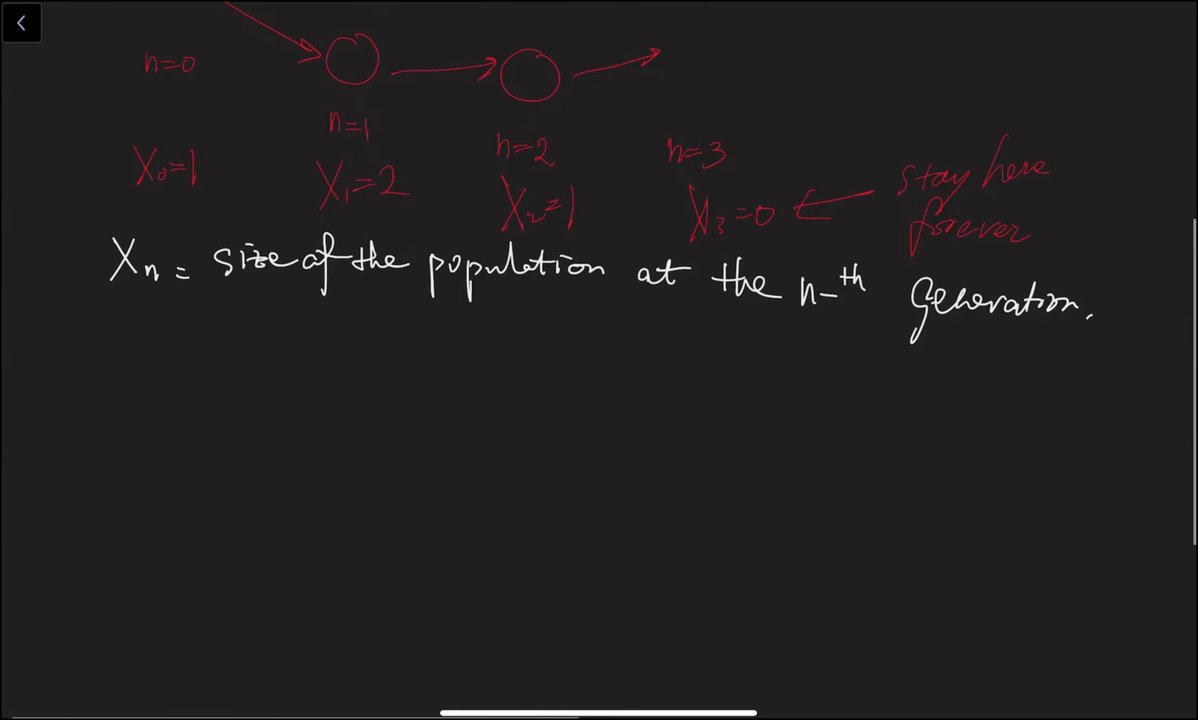 n=0
n=1
n=2
n=3
X₀=1
X₁=2
X₂=1
X₃=0
stay here
forever
Xₙ = size of the population at the n-th generation.